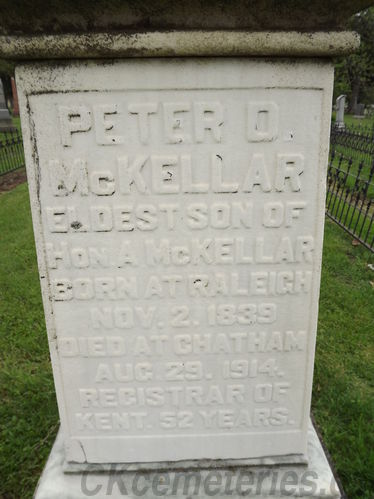 PETER D.
McKELLAR
ELDEST SON OF
HON A McKELLAR
BORN AT RALEIGH
NOV. 2. 1839
DIED AT CHATHAM
AUG. 29. 1914.
REGISTRAR OF
KENT. 52 YEARS.
CKcemeteries.com